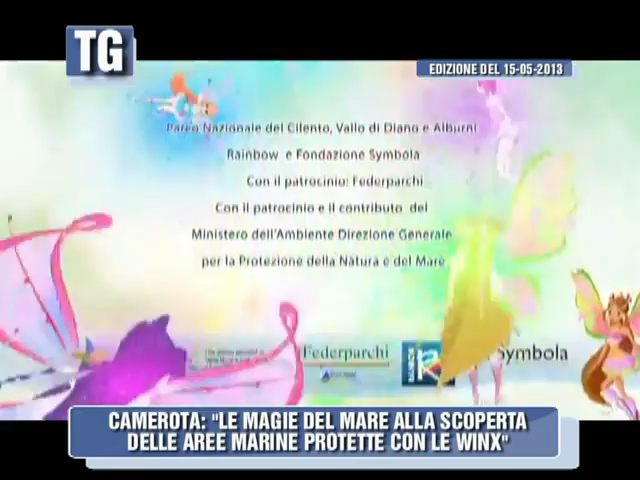 TG
EDIZIONE DEL 15-05-2013
Parco Nazionale del Cilento, Vallo di Diano e Alburni
Rainbow e Fondazione Symbola
Con il patrocinio: Federparchi
Con il patrocinio e il contributo del
Ministero dell'Ambiente Direzione Generale
per la Protezione della Natura e del Mare
Federparchi
Symbola
CAMEROTA: "LE MAGIE DEL MARE ALLA SCOPERTA
DELLE AREE MARINE PROTETTE CON LE WINX"